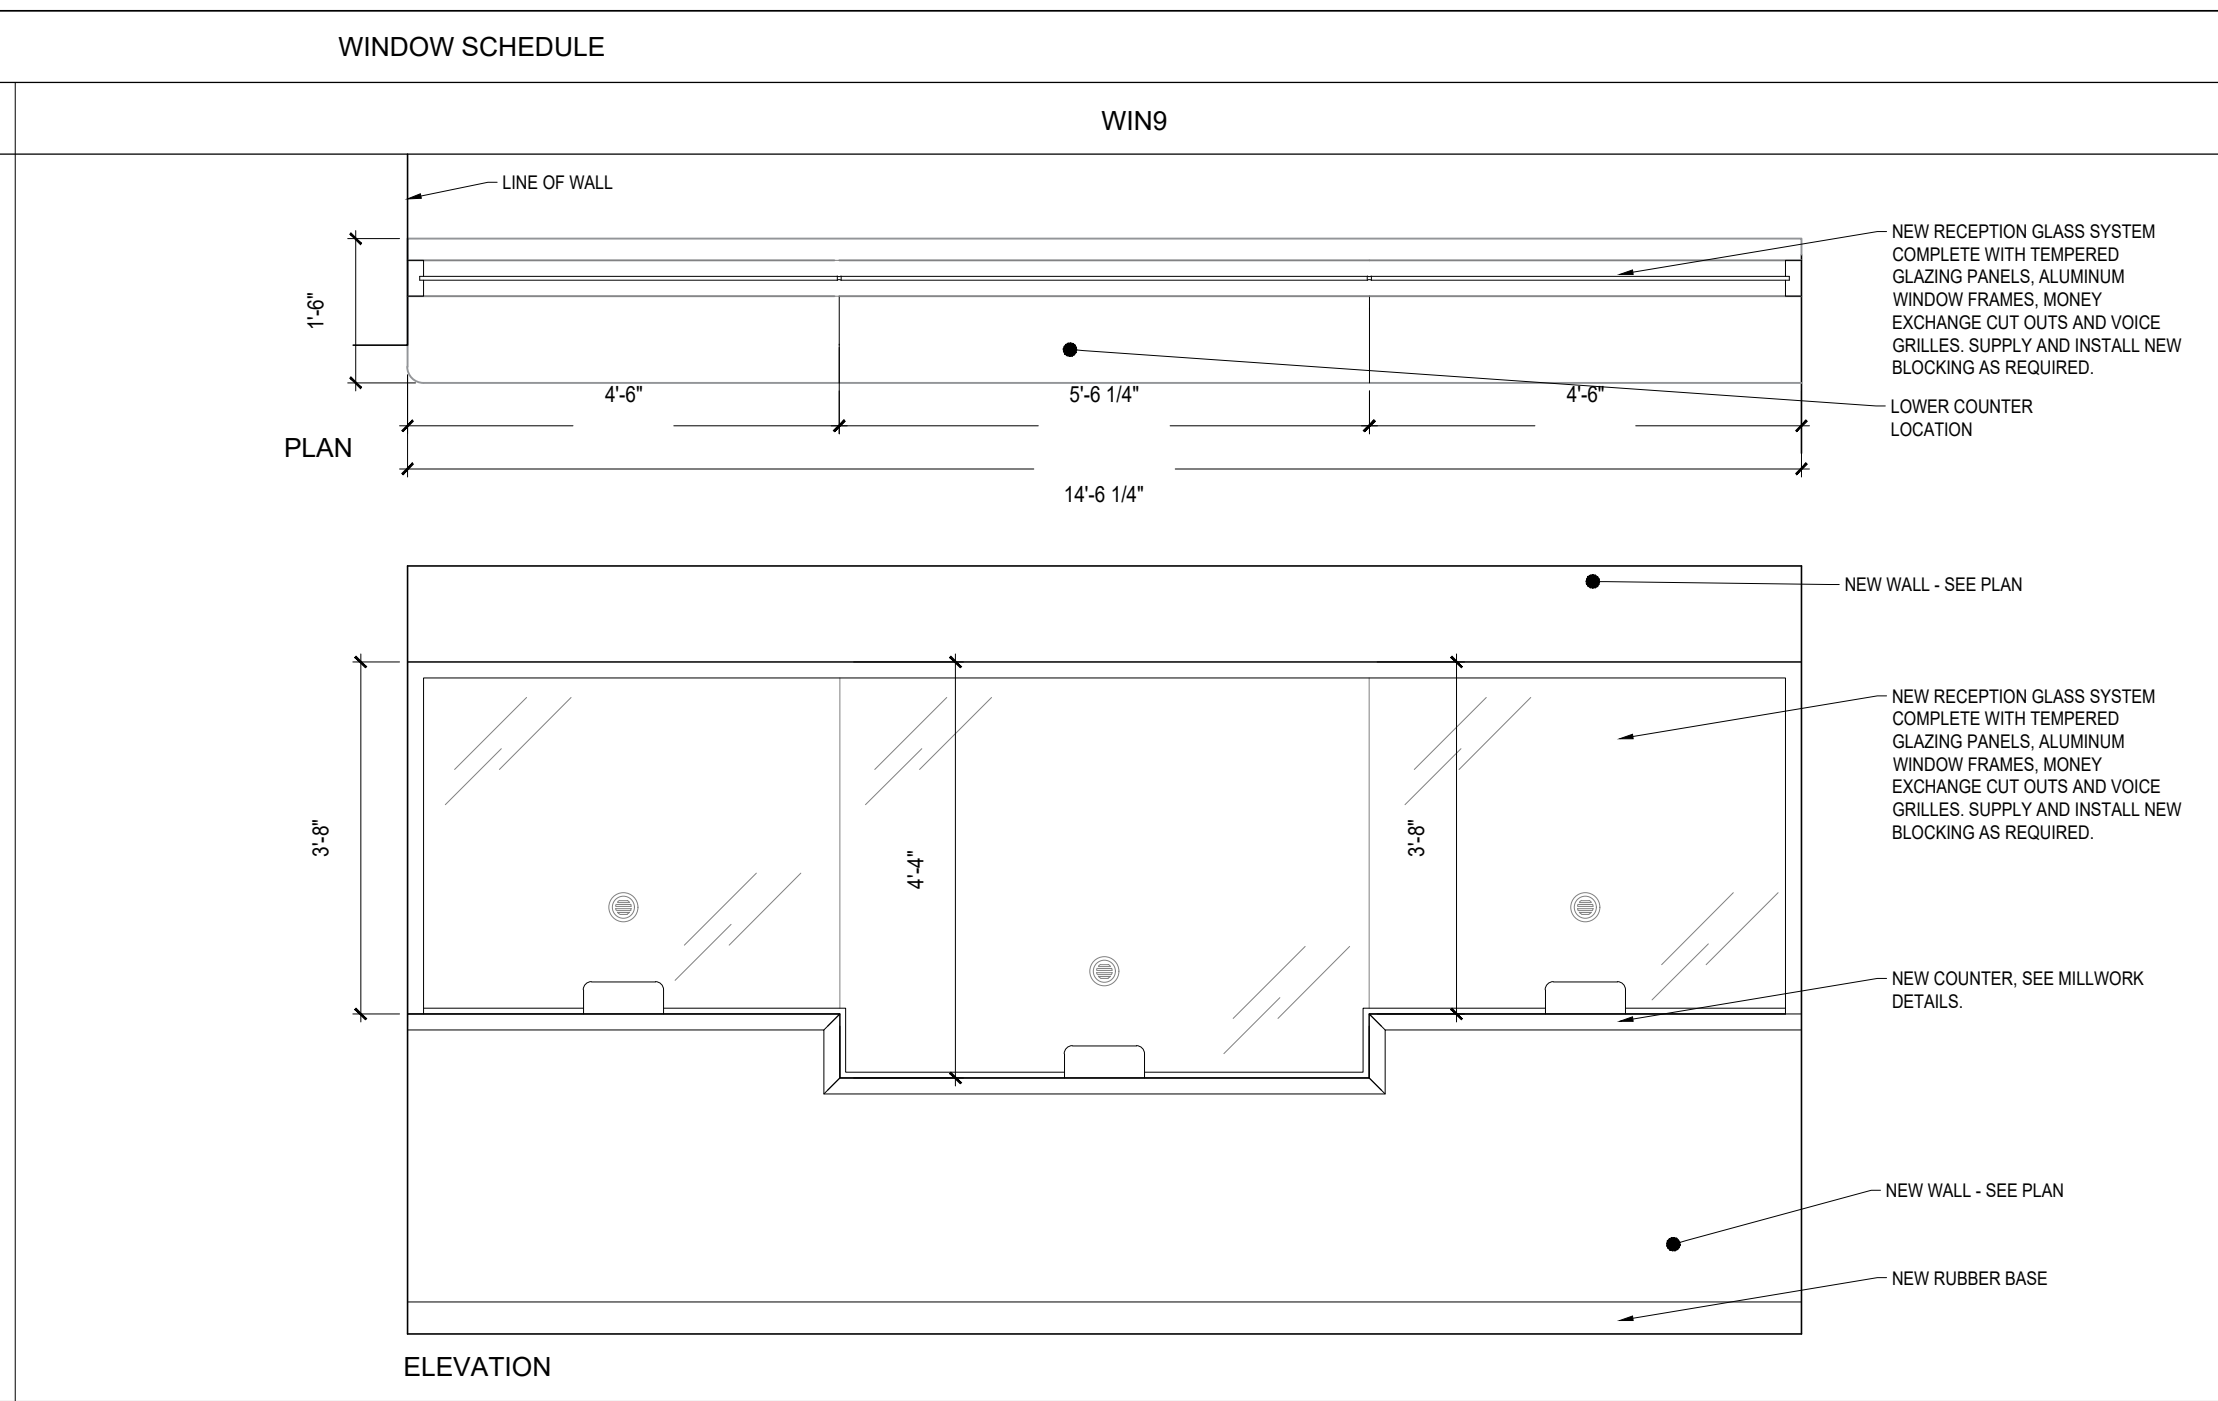 WINDOW SCHEDULE
WIN9
LINE OF WALL
NEW RECEPTION GLASS SYSTEM
COMPLETE WITH TEMPERED
GLAZING PANELS, ALUMINUM
WINDOW FRAMES, MONEY
EXCHANGE CUT OUTS AND VOICE
GRILLES. SUPPLY AND INSTALL NEW
BLOCKING AS REQUIRED.
1'-6"
4'-6"
5'-6 1/4"
4'-6"
LOWER COUNTER
LOCATION
PLAN
14'-6 1/4"
NEW WALL - SEE PLAN
NEW RECEPTION GLASS SYSTEM
COMPLETE WITH TEMPERED
GLAZING PANELS, ALUMINUM
WINDOW FRAMES, MONEY
EXCHANGE CUT OUTS AND VOICE
GRILLES. SUPPLY AND INSTALL NEW
BLOCKING AS REQUIRED.
3'-8"
4'-4"
3'-8"
NEW COUNTER, SEE MILLWORK
DETAILS.
NEW WALL - SEE PLAN
NEW RUBBER BASE
ELEVATION